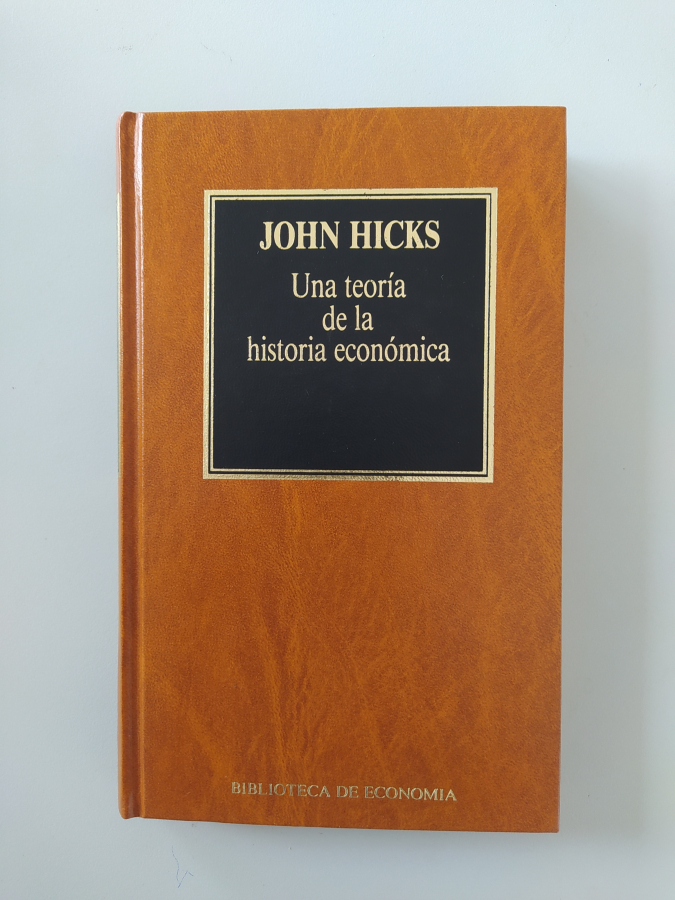 JOHN HICKS
Una teoría
de la
historia económica
BIBLIOTECA DE ECONOMIA